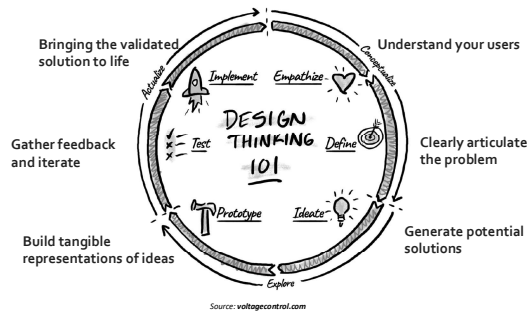 Bringing the validated
solution to life
Understand your users
Actualize
Conceptualize
Implement
Empathize
DESIGN
THINKING
101
Gather feedback
and iterate
Test
Define
Clearly articulate
the problem
Prototype
Ideate
Build tangible
representations of ideas
Generate potential
solutions
Explore
Source: voltagecontrol.com